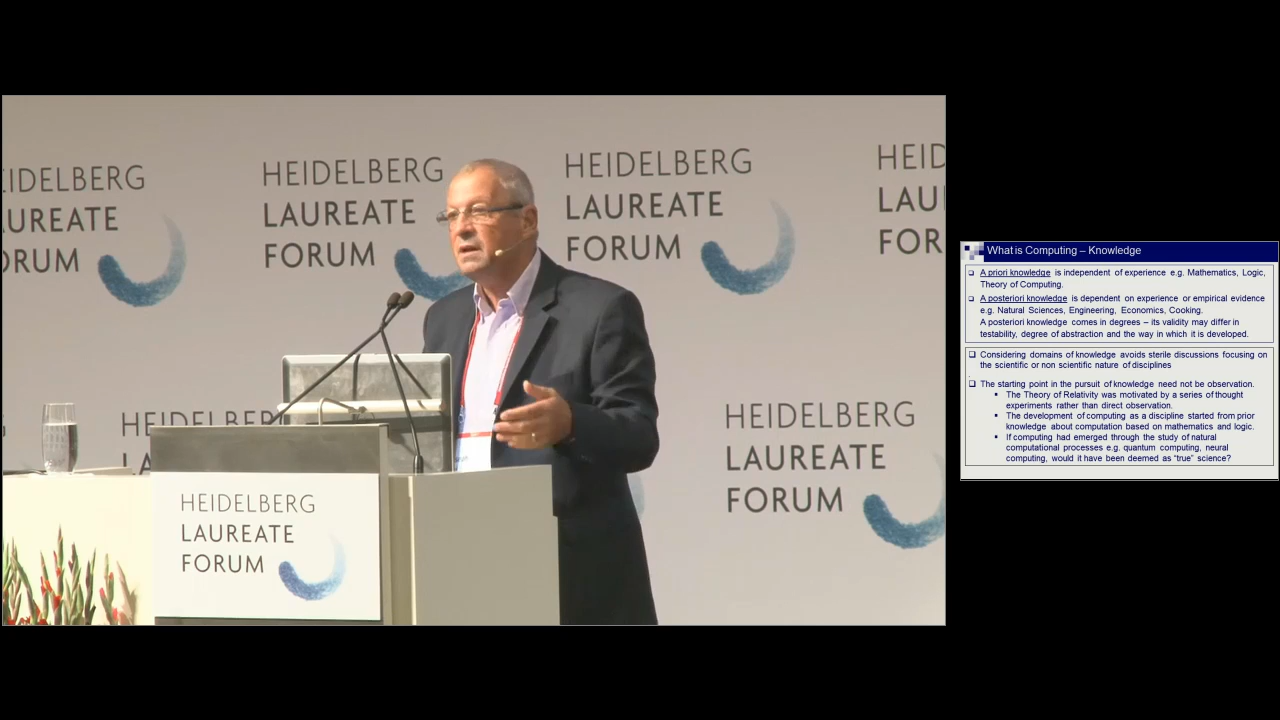 EIDELBERG
AUREATE
ORUM
HEIDELBERG
LAUREATE
FORUM
HEIDELBERG
LAUREATE
FORUM
HEID
LAU
FOR
HEIDELBERG
LA
HEIDELBERG
LAUREATE
FORUM
HEIDELBERG
LAUREATE
FORUM
What is Computing – Knowledge
❑ A priori knowledge is independent of experience e.g. Mathematics, Logic,
Theory of Computing.
❑ A posteriori knowledge is dependent on experience or empirical evidence
e.g. Natural Sciences, Engineering, Economics, Cooking.
A posteriori knowledge comes in degrees – its validity may differ in
testability, degree of abstraction and the way in which it is developed.
❑ Considering domains of knowledge avoids sterile discussions focusing on
the scientific or non scientific nature of disciplines
.
❑ The starting point in the pursuit of knowledge need not be observation.
▪ The Theory of Relativity was motivated by a series of thought
experiments rather than direct observation.
▪ The development of computing as a discipline started from prior
knowledge about computation based on mathematics and logic.
▪ If computing had emerged through the study of natural
computational processes e.g. quantum computing, neural
computing, would it have been deemed as “true” science?